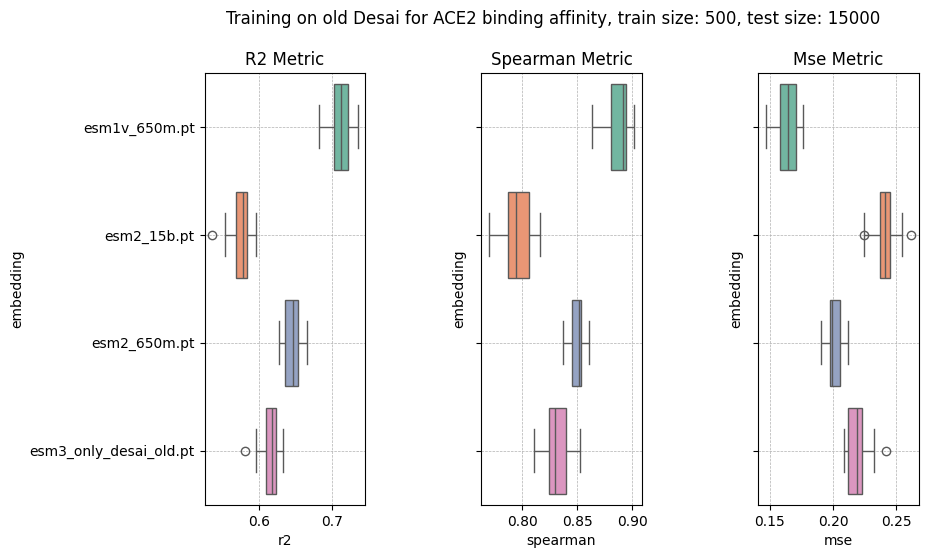 Training on old Desai for ACE2 binding affinity, train size: 500, test size: 15000
R2 Metric
Spearman Metric
Mse Metric
embedding
esm1v_650m.pt
esm2_15b.pt
esm2_650m.pt
esm3_only_desai_old.pt
0.6 0.7
r2
embedding
0.80 0.85 0.90
spearman
embedding
0.15 0.20 0.25
mse